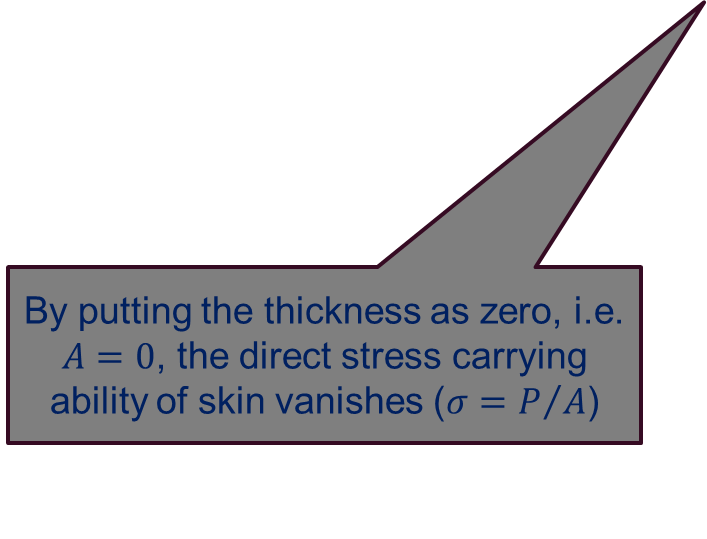 By putting the thickness as zero, i.e.
𝐴 = 0, the direct stress carrying
ability of skin vanishes (𝜎 = 𝑃/𝐴)